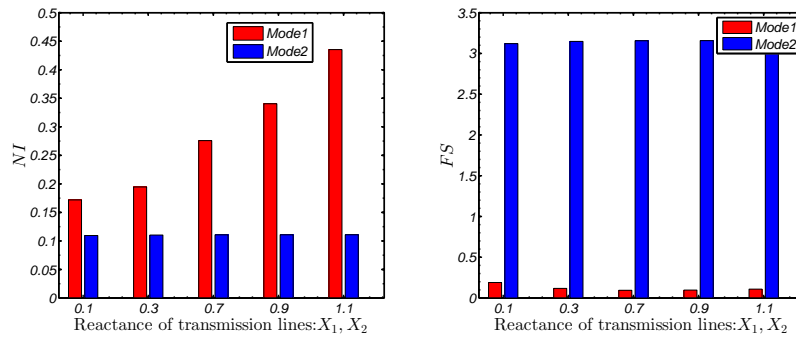 0.5
0.45
0.4
0.35
0.3
0.25
0.2
0.15
0.1
0.05
0
NI
Mode1
Mode2
0.1 0.3 0.7 0.9 1.1
Reactance of transmission lines:X₁, X₂
3.5
3
2.5
2
1.5
1
0.5
0
FS
Mode1
Mode2
0.1 0.3 0.7 0.9 1.1
Reactance of transmission lines:X₁, X₂